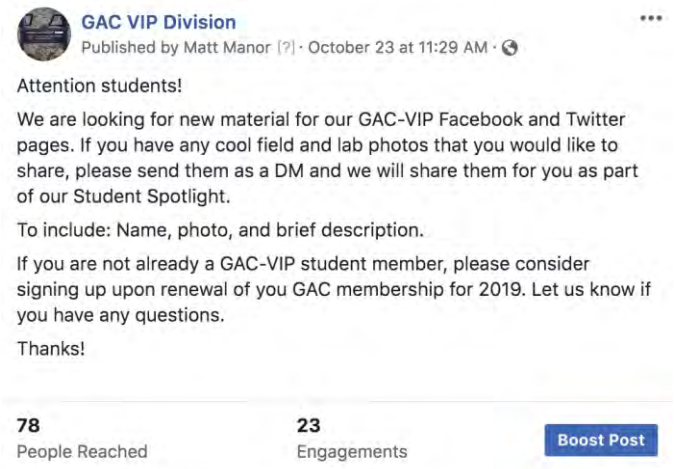 GAC VIP Division
Published by Matt Manor [?] · October 23 at 11:29 AM ·
Attention students!
We are looking for new material for our GAC-VIP Facebook and Twitter
pages. If you have any cool field and lab photos that you would like to
share, please send them as a DM and we will share them for you as part
of our Student Spotlight.
To include: Name, photo, and brief description.
If you are not already a GAC-VIP student member, please consider
signing up upon renewal of you GAC membership for 2019. Let us know if
you have any questions.
Thanks!
78 23
People Reached Engagements Boost Post